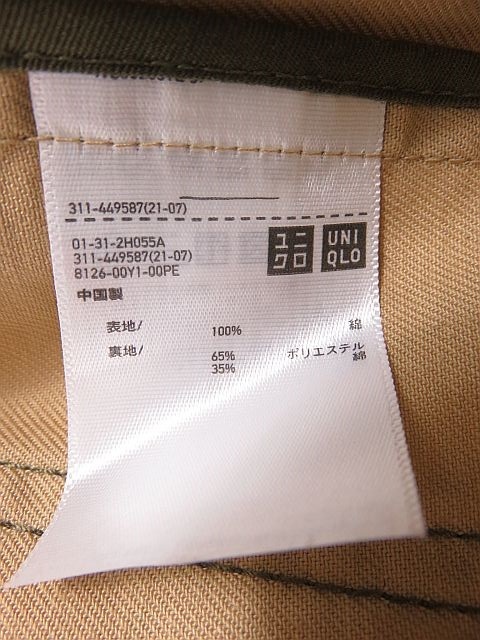 311-449587(21-07)
01-31-2H055A
311-449587(21-07)
8126-00Y1-00PE
ユニ
クロ
UNI
QLO
中国製
表地/ 100% 綿
裏地/ 65% ポリエステル
35% 綿